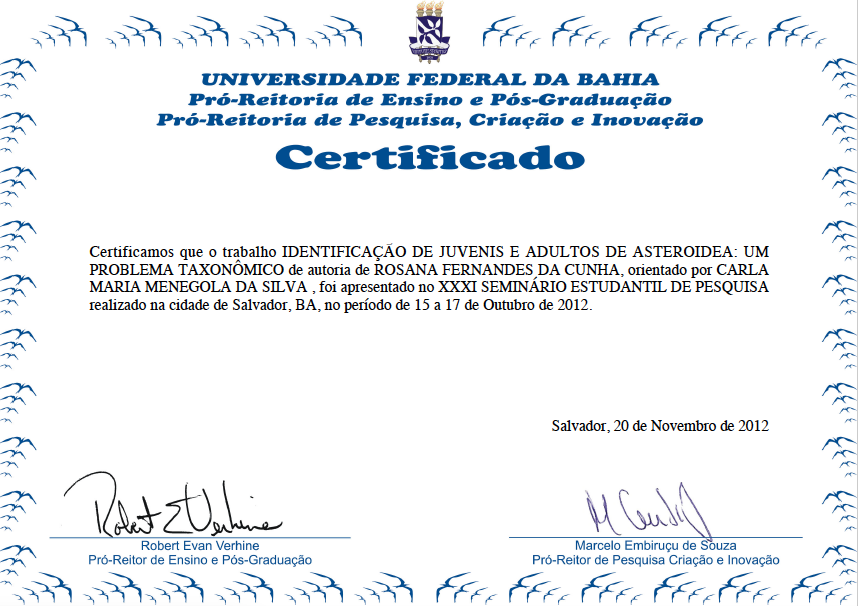 UNIVERSIDADE FEDERAL DA BAHIA
Pró-Reitoria de Ensino e Pós-Graduação
Pró-Reitoria de Pesquisa, Criação e Inovação
Certificado
Certificamos que o trabalho IDENTIFICAÇÃO DE JUVENIS E ADULTOS DE ASTEROIDEA: UM
PROBLEMA TAXONÔMICO de autoria de ROSANA FERNANDES DA CUNHA, orientado por CARLA
MARIA MENEGOLA DA SILVA , foi apresentado no XXXI SEMINÁRIO ESTUDANTIL DE PESQUISA
realizado na cidade de Salvador, BA, no período de 15 a 17 de Outubro de 2012.
Salvador, 20 de Novembro de 2012
Robert E Verhine
Robert Evan Verhine
Pró-Reitor de Ensino e Pós-Graduação
Marcelo Embiruçu de Souza
Pró-Reitor de Pesquisa Criação e Inovação